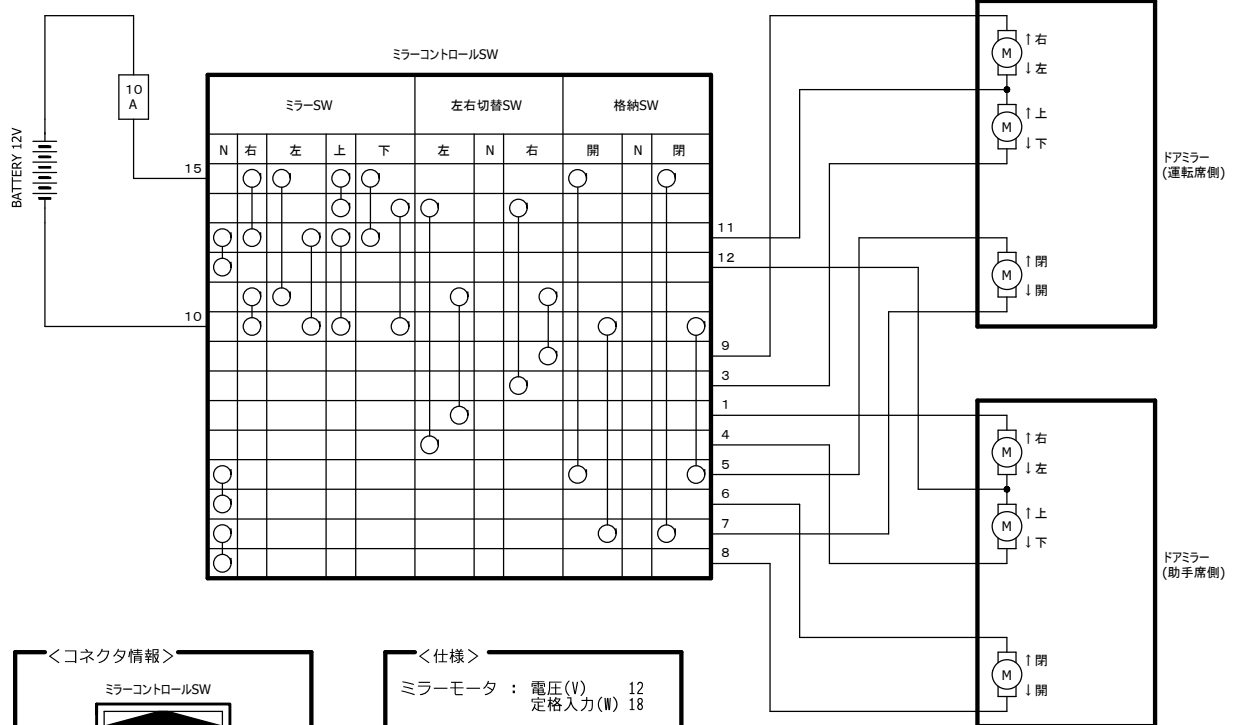 ミラーコントロールSW
ミラーSW
左右切替SW
格納SW
N 右 左 上 下 左 N 右 開 N 閉
BATTERY 12V
10
A
15
10
11
12
9
3
1
4
5
6
7
8
M
↑右
↓左
M
↑上
↓下
M
↑閉
↓開
ドアミラー
(運転席側)
M
↑右
↓左
M
↑上
↓下
M
↑閉
↓開
ドアミラー
(助手席側)
＜コネクタ情報＞
ミラーコントロールSW
＜仕様＞
ミラーモータ : 電圧(V) 12
定格入力(W) 18